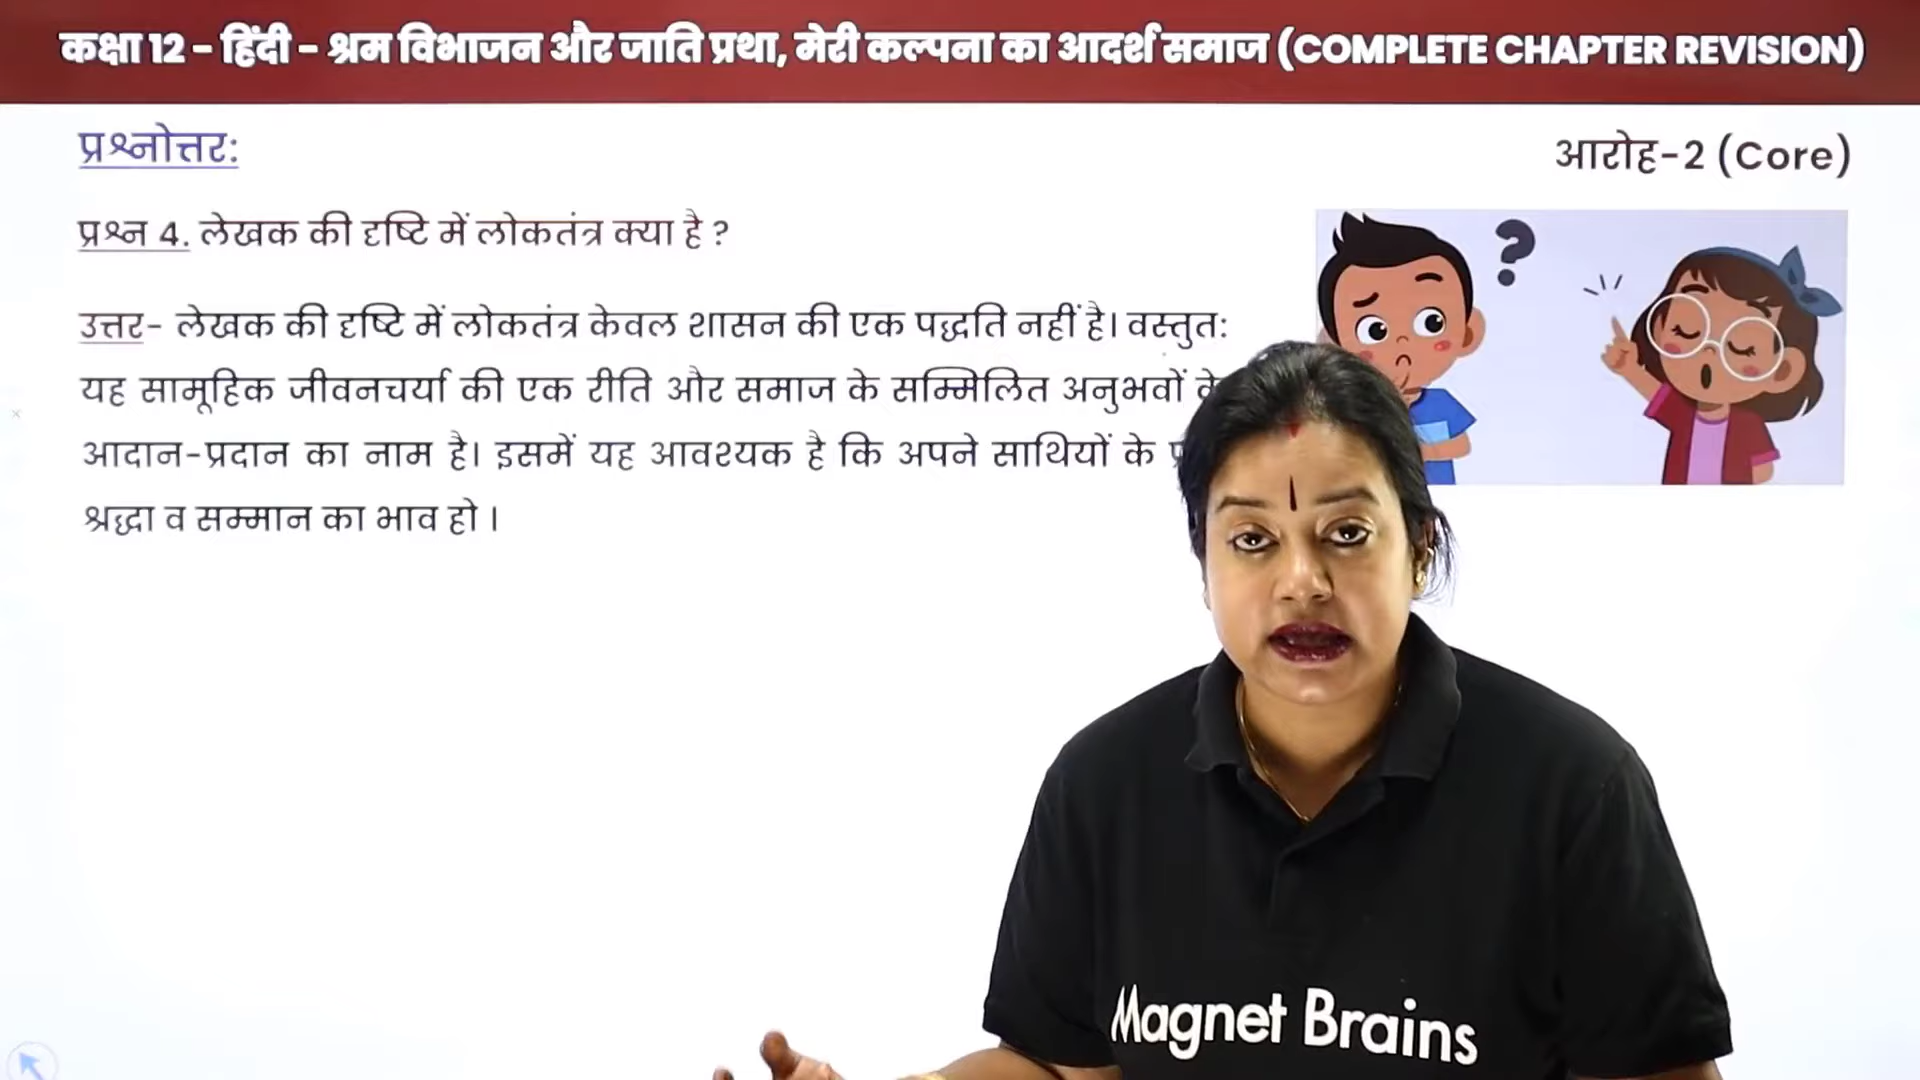 कक्षा 12 - हिंदी - श्रम विभाजन और जाति प्रथा, मेरी कल्पना का आदर्श समाज (COMPLETE CHAPTER REVISION)
प्रश्नोत्तर:
आरोह-2 (Core)
प्रश्न 4. लेखक की दृष्टि में लोकतंत्र क्या है ?
?
उत्तर- लेखक की दृष्टि में लोकतंत्र केवल शासन की एक पद्धति नहीं है। वस्तुत:
यह सामूहिक जीवनचर्या की एक रीति और समाज के सम्मिलित अनुभवों
आदान-प्रदान का नाम है। इसमें यह आवश्यक है कि अपने साथियों के
श्रद्धा व सम्मान का भाव हो ।
Magnet Brains